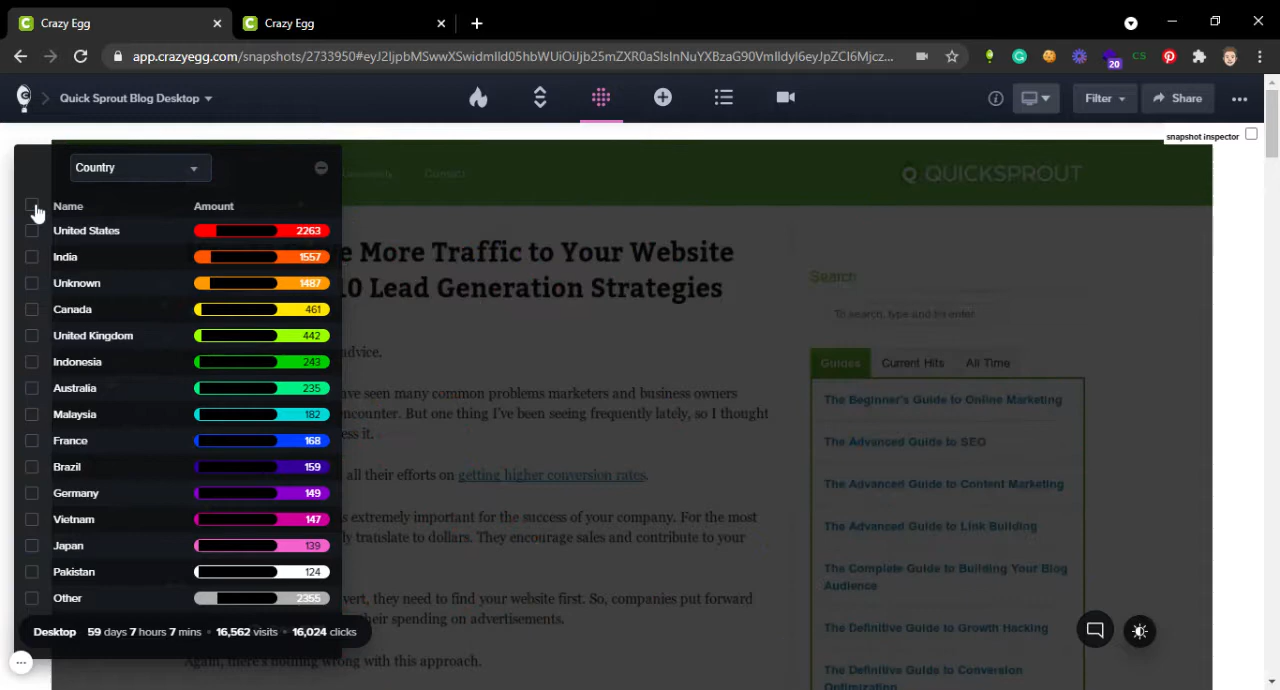 Crazy Egg
Crazy Egg
app.crazyegg.com/snapshots/2733950#eyJ2IjpbMSwwXSwidmlld05hbWUiOiJjb25mZXR0aSIsInNuYXBzaG90VmlldyI6eyJpZCI6Mjcz...
20
CS
Quick Sprout Blog Desktop
Filter
Share
snapshot inspector
Country
Contact
QUICKSPROUT
Name Amount
United States 2263
India 1557
Unknown 1487
Canada 461
United Kingdom 442
Indonesia 243
Australia 235
Malaysia 182
France 168
Brazil 159
Germany 149
Vietnam 147
Japan 139
Pakistan 124
Other 2355
Desktop 59 days 7 hours 7 mins • 16,562 visits • 16,024 clicks
More Traffic to Your Website
10 Lead Generation Strategies
advice.
have seen many common problems marketers and business owners
encounter. But one thing I've been seeing frequently lately, so I thought
it.
all their efforts on getting higher conversion rates.
is extremely important for the success of your company. For the most
translate to dollars. They encourage sales and contribute to your
they need to find your website first. So, companies put forward
their spending on advertisements.
Again, there's nothing wrong with this approach.
Search
To search, type and hit enter
Guides Current Hits All Time
The Beginner's Guide to Online Marketing
The Advanced Guide to SEO
The Advanced Guide to Content Marketing
The Advanced Guide to Link Building
The Complete Guide to Building Your Blog
Audience
The Definitive Guide to Growth Hacking
The Definitive Guide to Conversion
Optimization